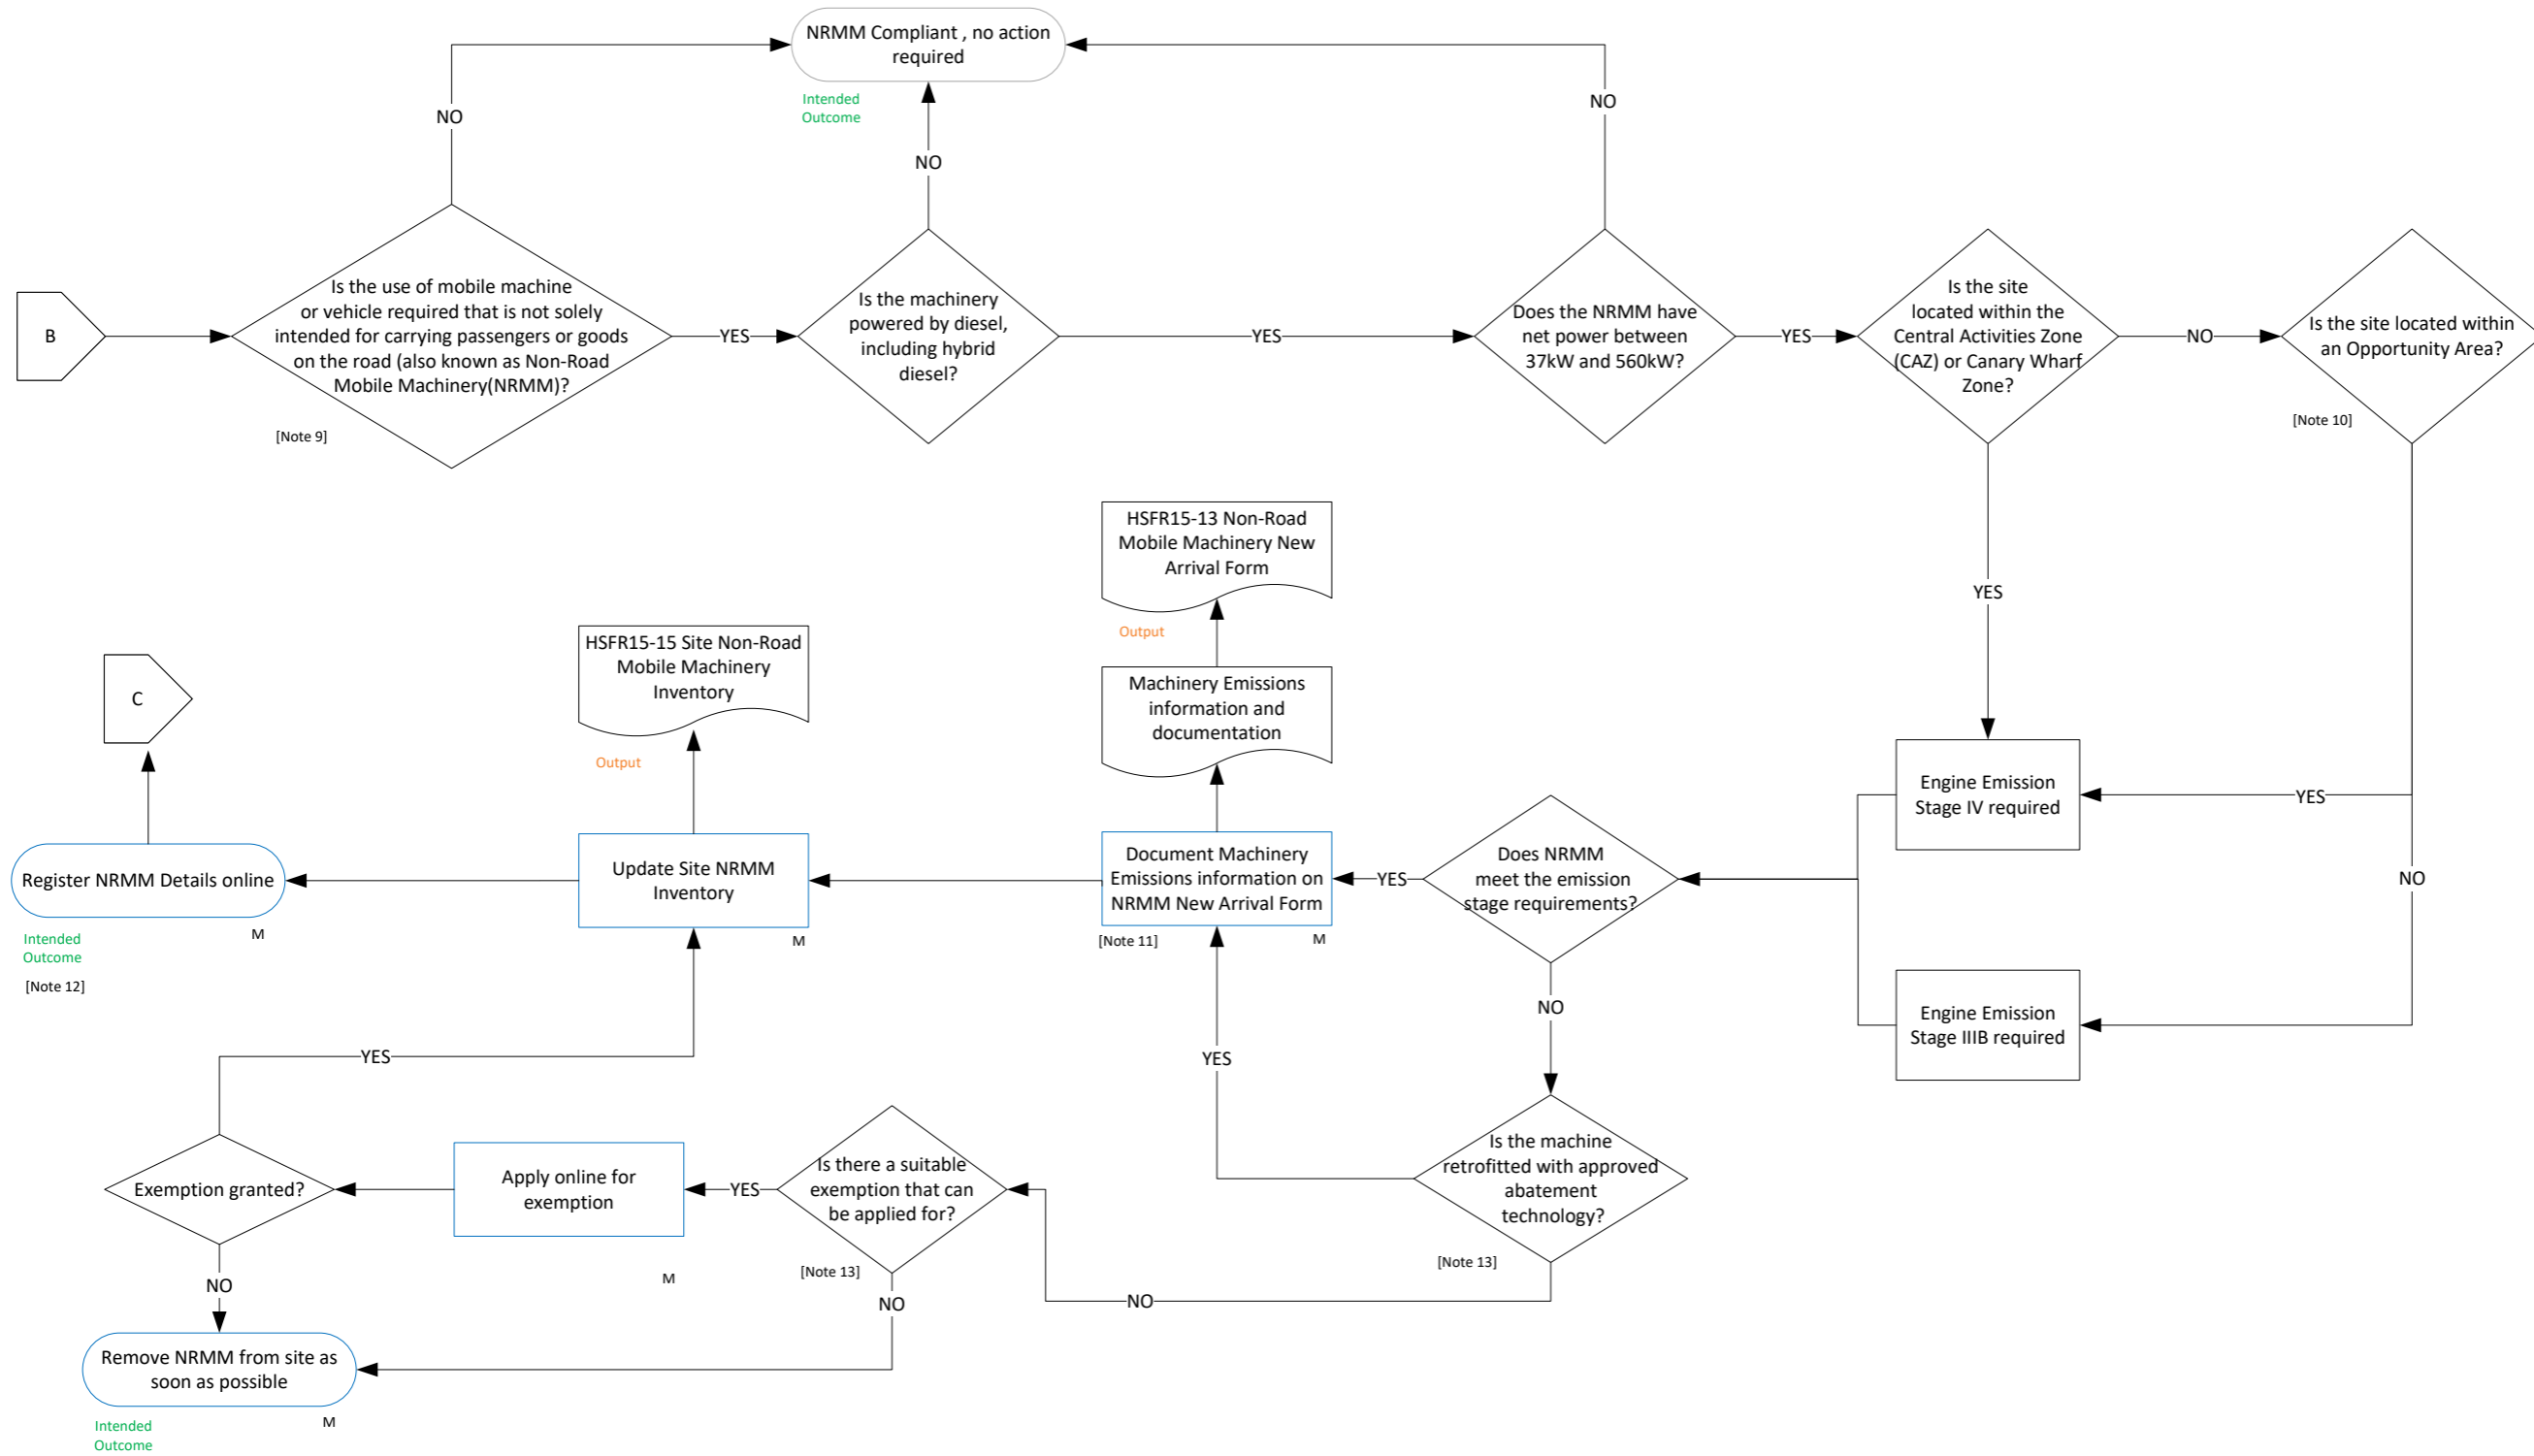 NRMM Compliant , no action
required
Intended
Outcome
NO
NO
NO
B
Is the use of mobile machine
or vehicle required that is not solely
intended for carrying passengers or goods
on the road (also known as Non-Road
Mobile Machinery(NRMM)?
[Note 9]
YES
Is the machinery
powered by diesel,
including hybrid
diesel?
YES
Does the NRMM have
net power between
37kW and 560kW?
YES
Is the site
located within the
Central Activities Zone
(CAZ) or Canary Wharf
Zone?
NO
Is the site located within
an Opportunity Area?
[Note 10]
YES
YES
NO
Engine Emission
Stage IV required
Engine Emission
Stage IIIB required
Does NRMM
meet the emission
stage requirements?
YES
NO
HSFR15-13 Non-Road
Mobile Machinery New
Arrival Form
Output
Machinery Emissions
information and
documentation
Document Machinery
Emissions information on
NRMM New Arrival Form
[Note 11]
M
HSFR15-15 Site Non-Road
Mobile Machinery
Inventory
Output
Update Site NRMM
Inventory
M
C
Register NRMM Details online
Intended
Outcome
M
[Note 12]
Is the machine
retrofitted with approved
abatement
technology?
[Note 13]
YES
NO
Is there a suitable
exemption that can
be applied for?
[Note 13]
YES
NO
Apply online for
exemption
M
Exemption granted?
YES
NO
Remove NRMM from site as
soon as possible
M
Intended
Outcome